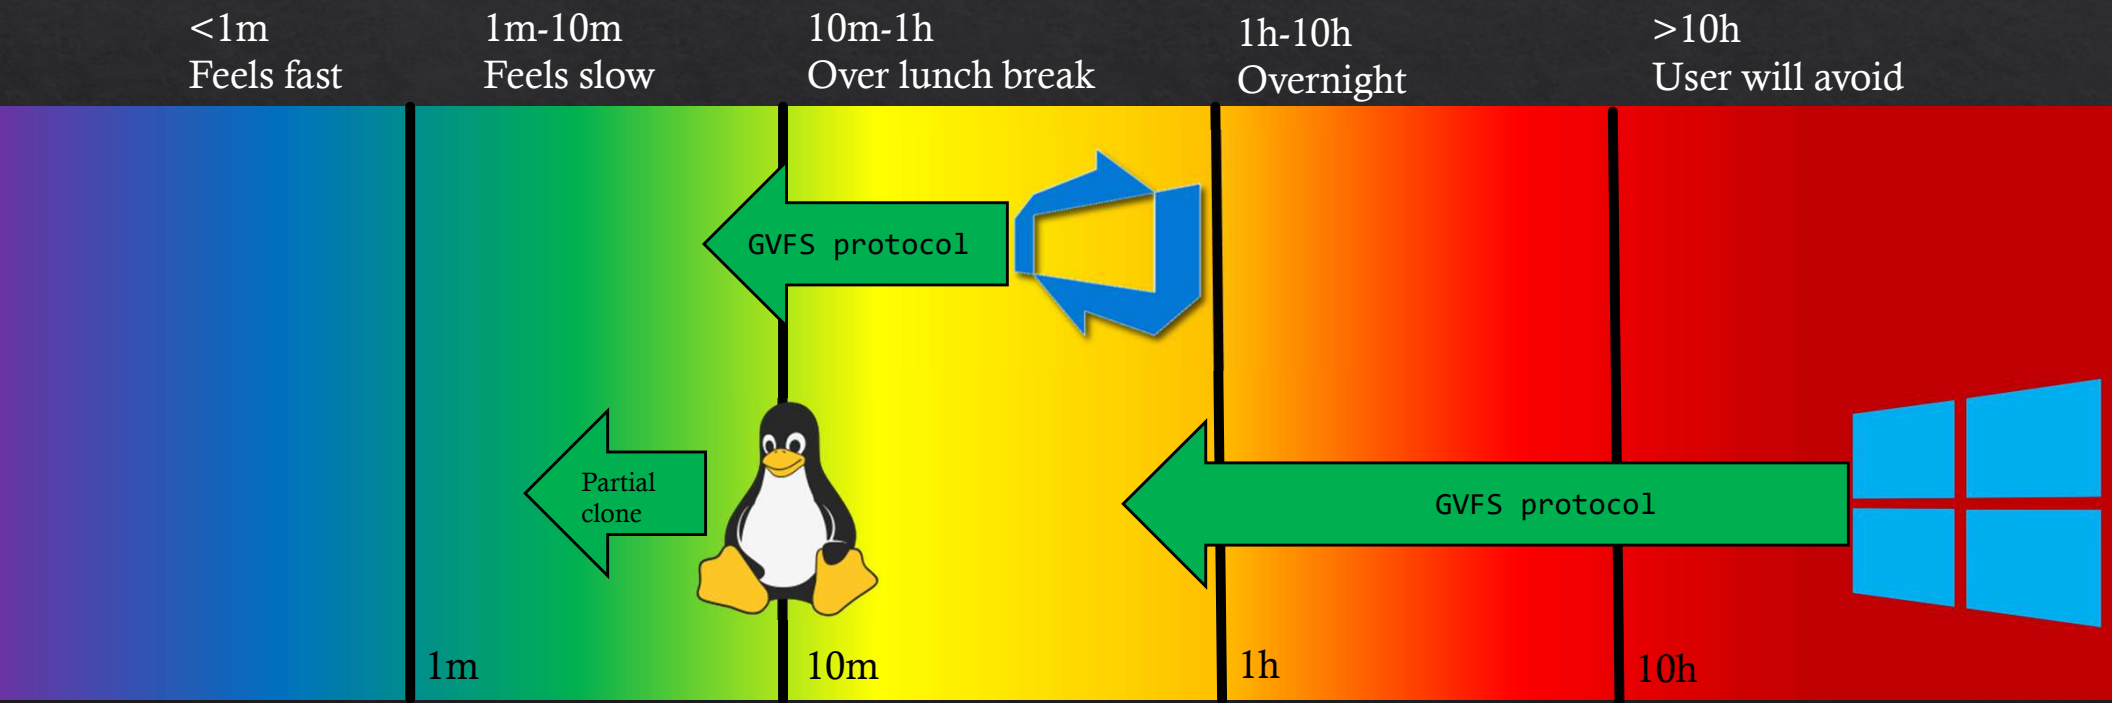 <1m
Feels fast
1m-10m
Feels slow
10m-1h
Over lunch break
1h-10h
Overnight
>10h
User will avoid
GVFS protocol
Partial
clone
GVFS protocol
1m
10m
1h
10h